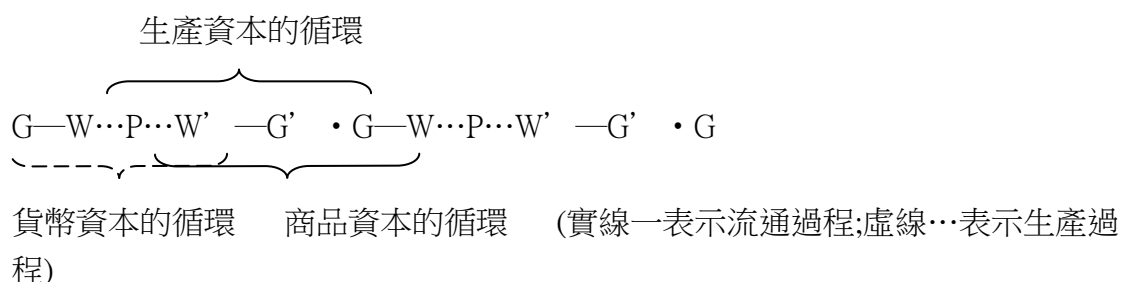 生產資本的循環
G—W…P…W’ —G’ ・G—W…P…W’ —G’ ・G
貨幣資本的循環 商品資本的循環 (實線一表示流通過程;虛線…表示生產過
程)